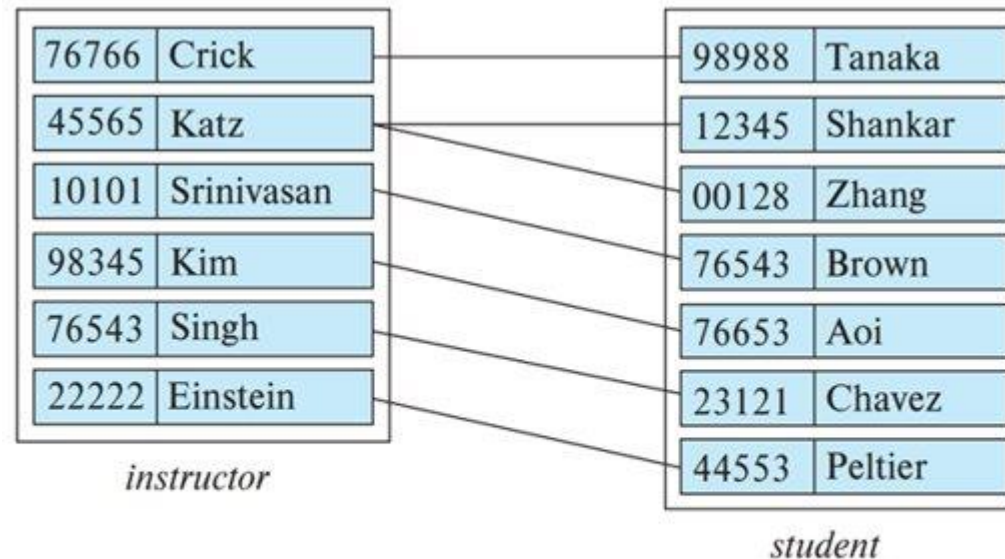 76766 Crick
45565 Katz
10101 Srinivasan
98345 Kim
76543 Singh
22222 Einstein
instructor
98988 Tanaka
12345 Shankar
00128 Zhang
76543 Brown
76653 Aoi
23121 Chavez
44553 Peltier
student